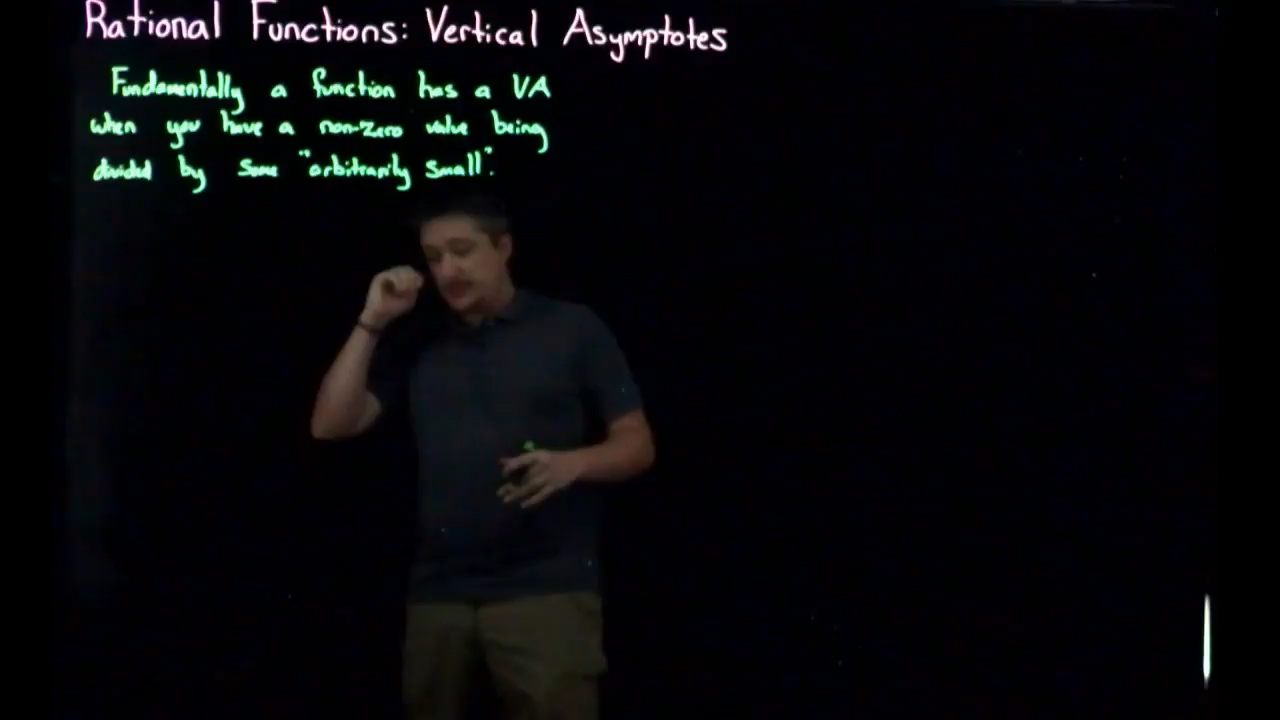 Rational Functions: Vertical Asymptotes
Fundamentally a function has a VA
when you have a non-zero value being
divided by some "arbitrarily small".